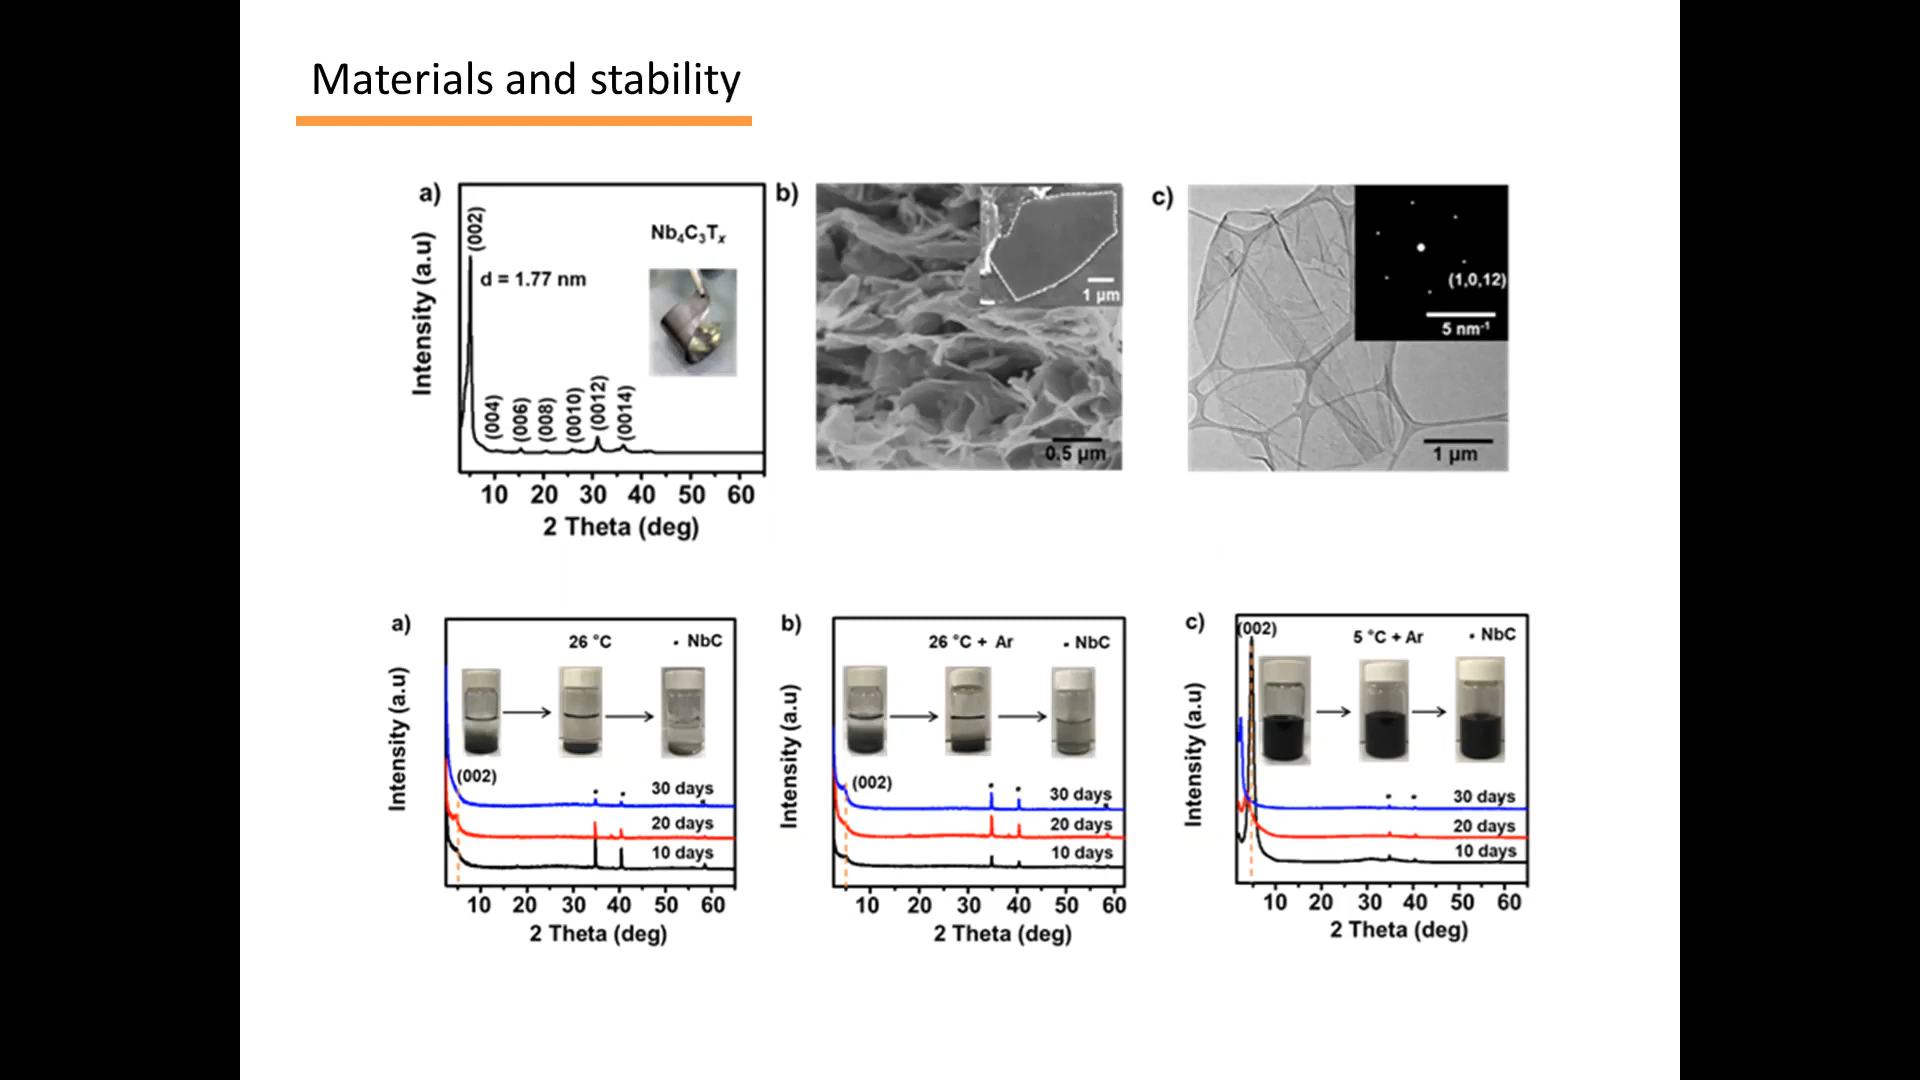 Materials and stability
a)
Intensity (a.u)
(002)
d = 1.77 nm
Nb₄C₃Tₓ
(004)
(006)
(008)
(0010)
(0012)
(0014)
10 20 30 40 50 60
2 Theta (deg)
b)
1 µm
0.5 µm
c)
(1,0,12)
5 nm⁻¹
1 µm
a)
Intensity (a.u)
26 °C
• NbC
(002)
30 days
20 days
10 days
10 20 30 40 50 60
2 Theta (deg)
b)
Intensity (a.u)
26 °C + Ar
• NbC
(002)
30 days
20 days
10 days
10 20 30 40 50 60
2 Theta (deg)
c)
Intensity (a.u)
(002)
5 °C + Ar
• NbC
30 days
20 days
10 days
10 20 30 40 50 60
2 Theta (deg)